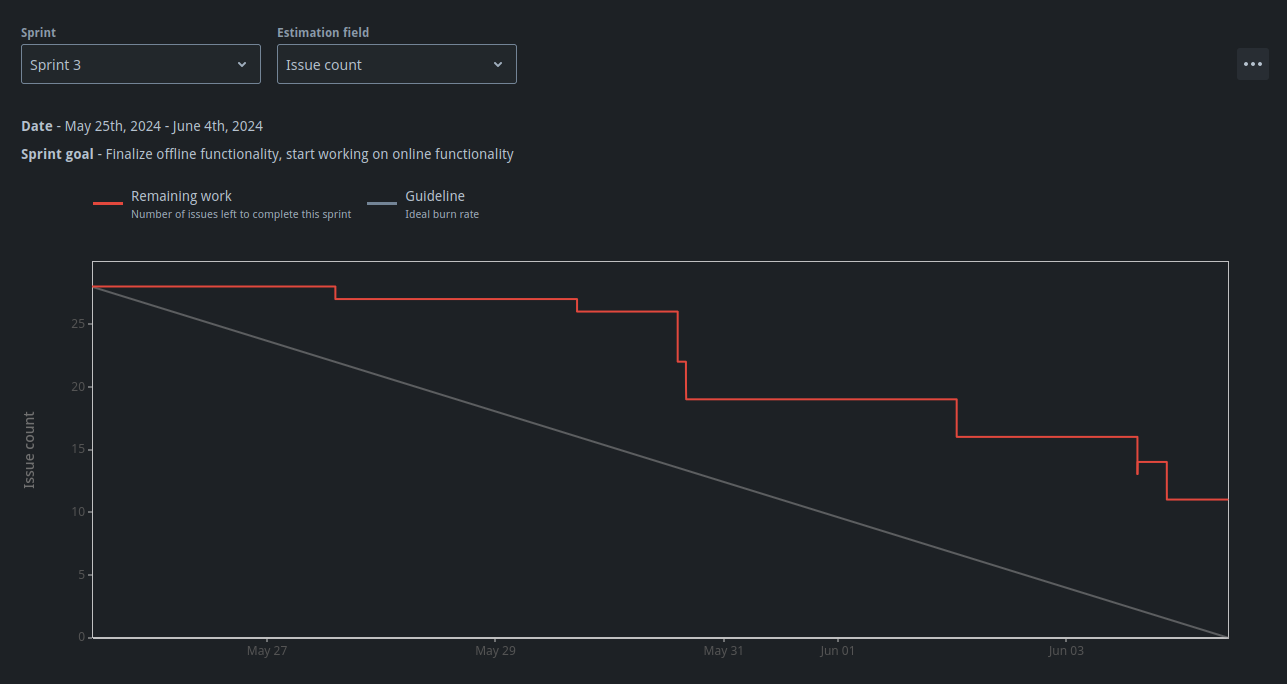 Sprint
Estimation field
Sprint 3
Issue count
Date - May 25th, 2024 - June 4th, 2024
Sprint goal - Finalize offline functionality, start working on online functionality
Remaining work
Number of issues left to complete this sprint
Guideline
Ideal burn rate
Issue count
25
20
15
10
5
0
May 27
May 29
May 31
Jun 01
Jun 03